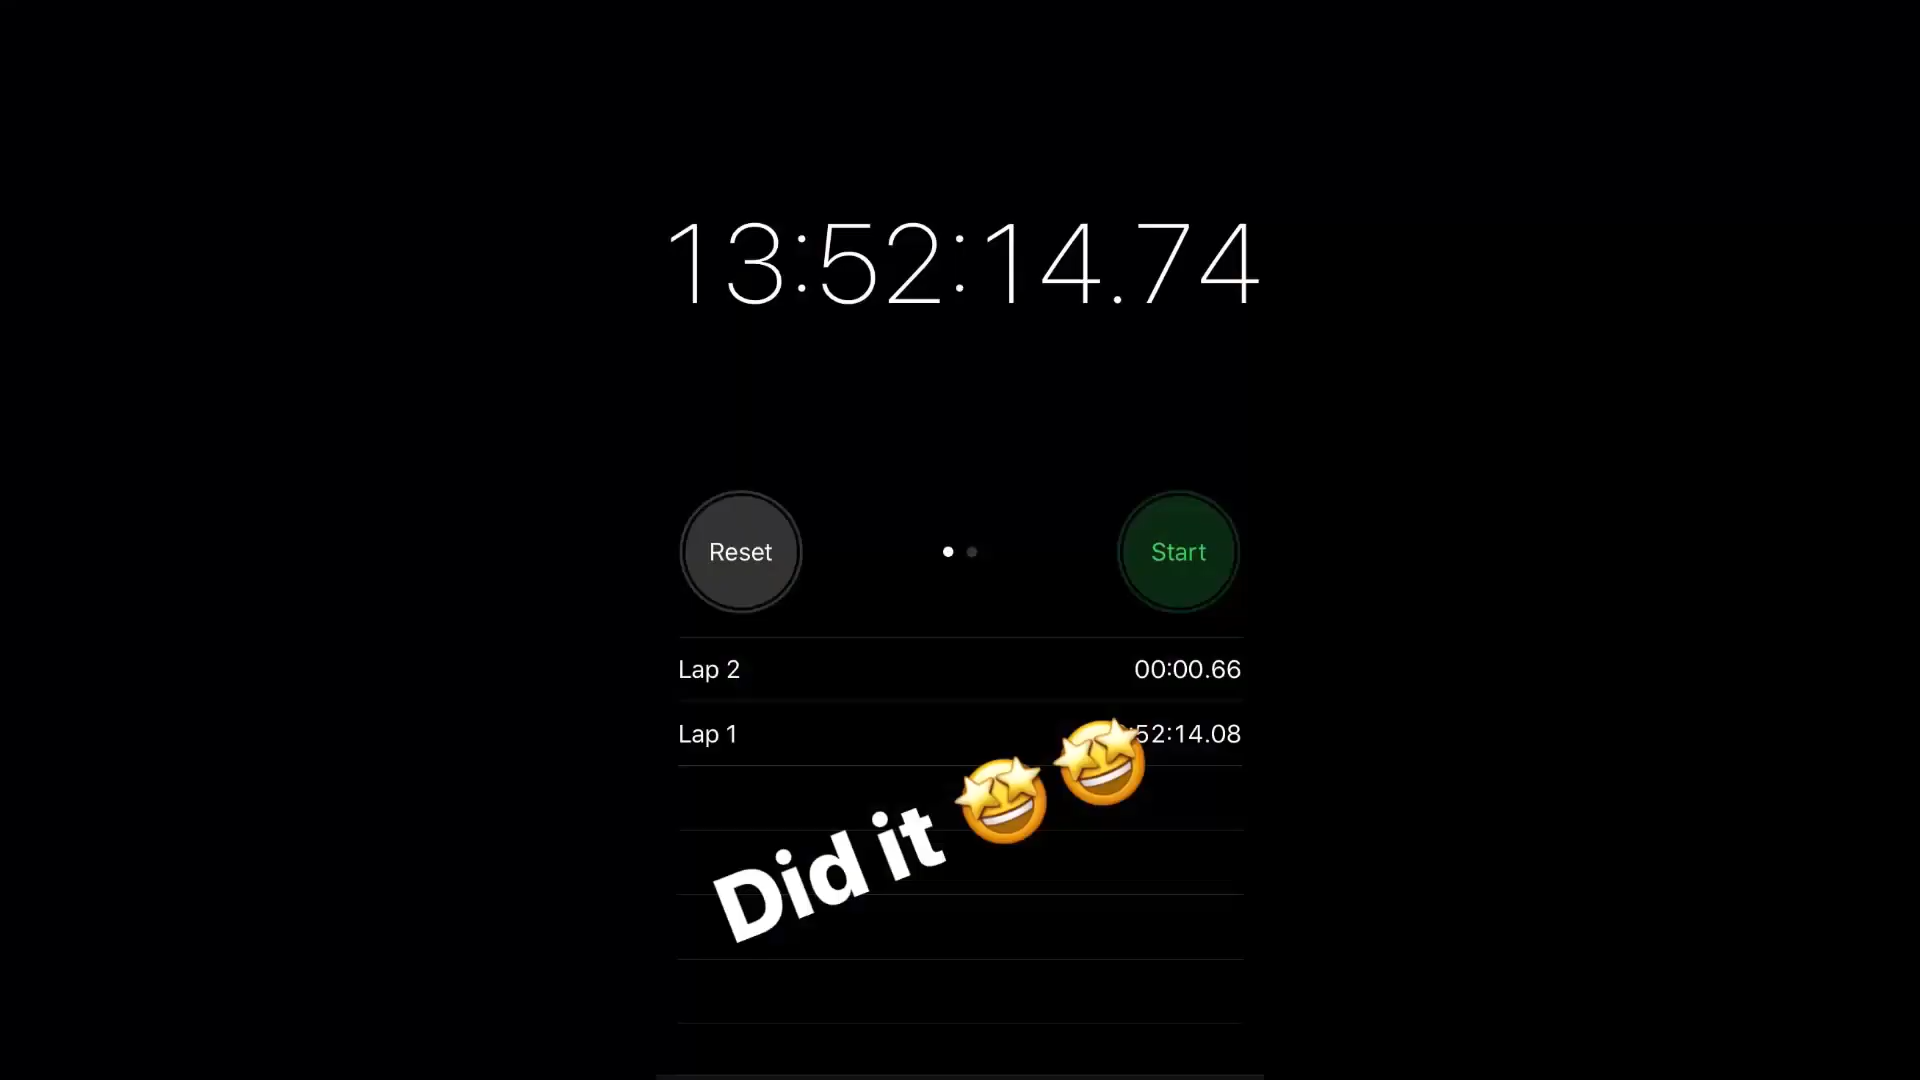 13:52:14.74
Reset
Start
Lap 2
00:00.66
Lap 1
:52:14.08
Did it 🤩🤩